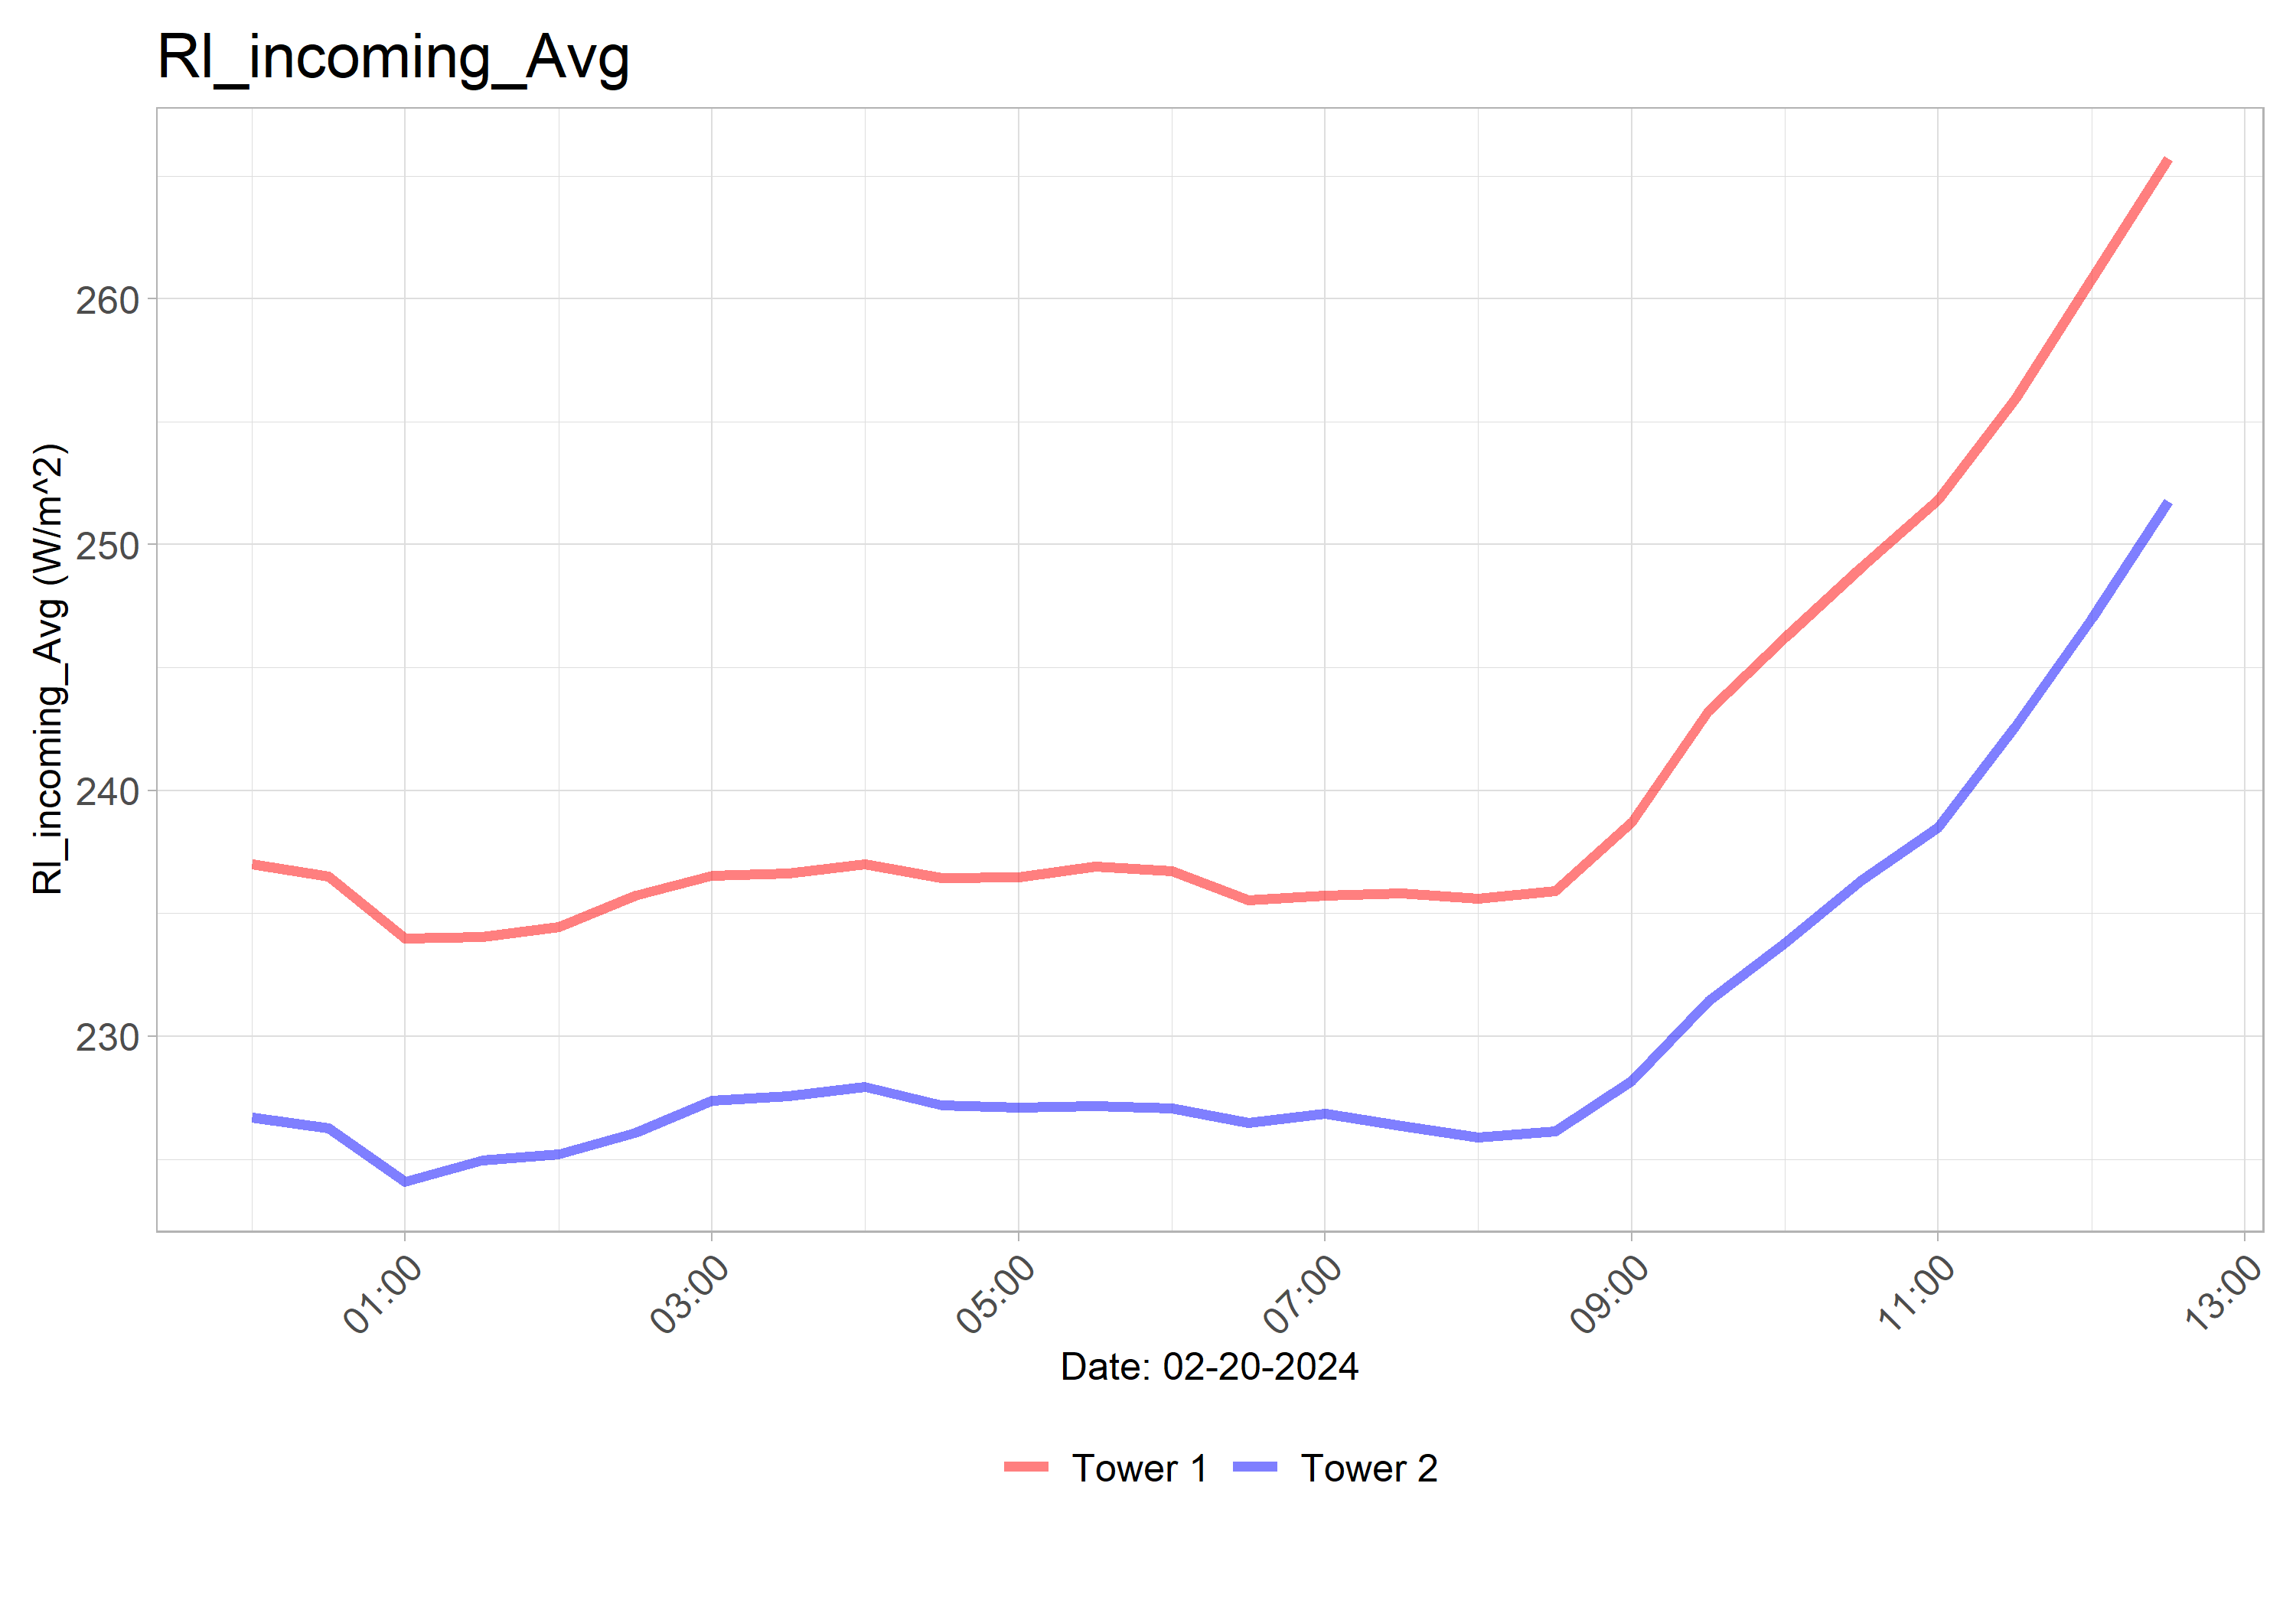 Rl_incoming_Avg
Rl_incoming_Avg (W/m^2)
260
250
240
230
01:00 03:00 05:00 07:00 09:00 11:00 13:00
Date: 02-20-2024
Tower 1 Tower 2